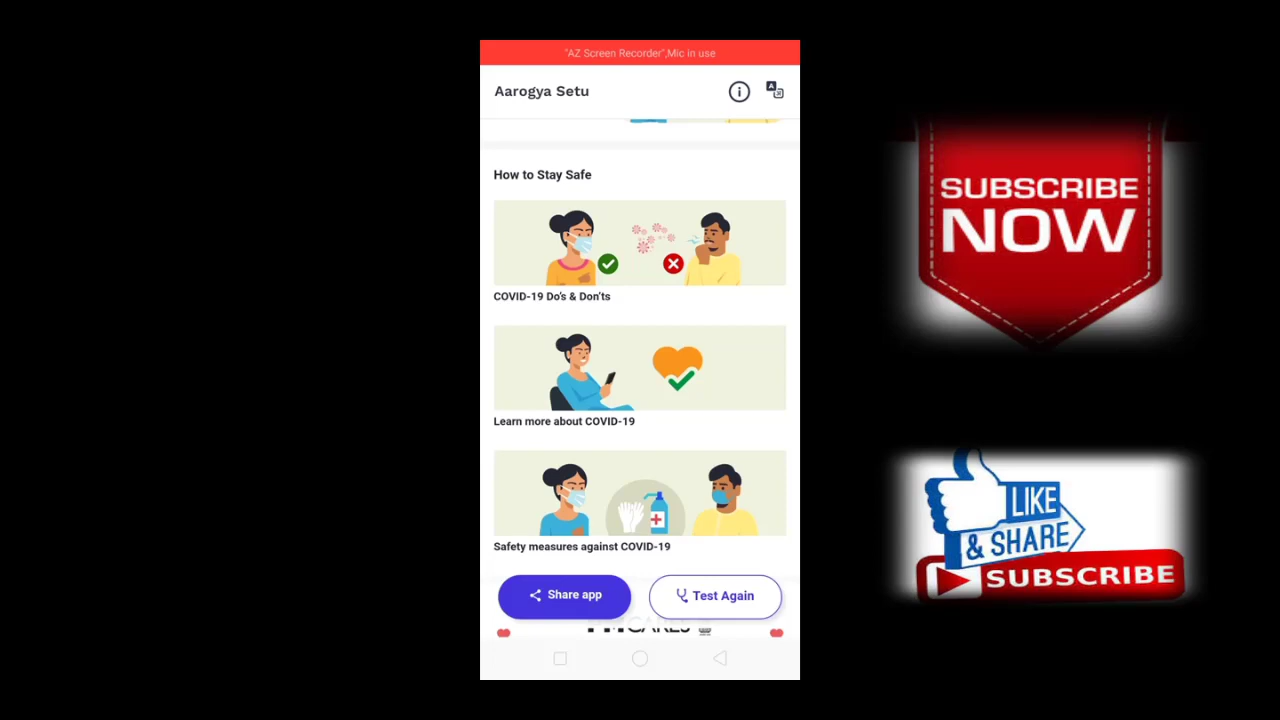 "AZ Screen Recorder",Mic in use
Aarogya Setu
How to Stay Safe
COVID-19 Do's & Don'ts
Learn more about COVID-19
Safety measures against COVID-19
Share app
Test Again
SUBSCRIBE
NOW
LIKE
& SHARE
SUBSCRIBE